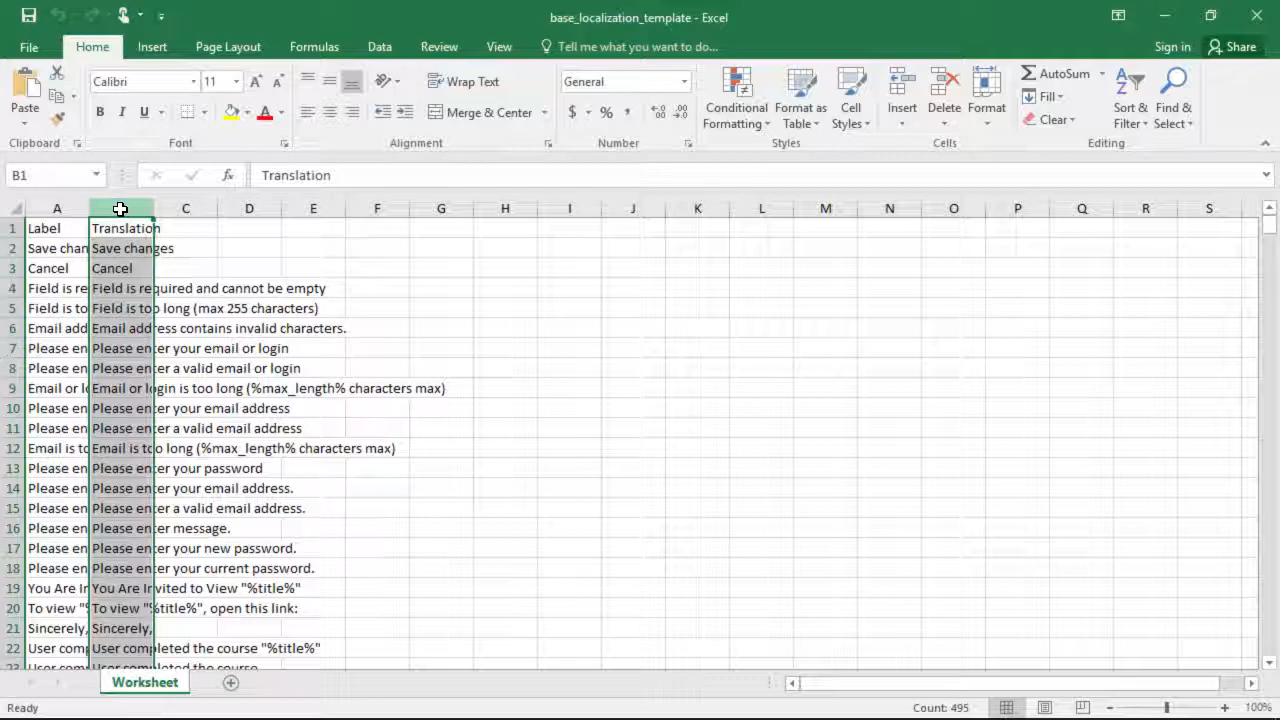 base_localization_template - Excel
File Home Insert Page Layout Formulas Data Review View Tell me what you want to do... Sign in Share
Paste Calibri 11 B I U A Wrap Text Merge & Center General $ % , Conditional Formatting Format as Table Cell Styles Insert Delete Format AutoSum Fill Clear Sort & Filter Find & Select
Clipboard Font Alignment Number Styles Cells Editing
B1 fx Translation
A C D E F G H I J K L M N O P Q R S
1 Label Translation
2 Save chan Save changes
3 Cancel Cancel
4 Field is re Field is required and cannot be empty
5 Field is to Field is too long (max 255 characters)
6 Email add Email address contains invalid characters.
7 Please en Please enter your email or login
8 Please en Please enter a valid email or login
9 Email or lo Email or login is too long (%max_length% characters max)
10 Please en Please enter your email address
11 Please en Please enter a valid email address
12 Email is to Email is too long (%max_length% characters max)
13 Please en Please enter your password
14 Please en Please enter your email address.
15 Please en Please enter a valid email address.
16 Please en Please enter message.
17 Please en Please enter your new password.
18 Please en Please enter your current password.
19 You Are In You Are Invited to View "%title%"
20 To view "% To view "%title%", open this link:
21 Sincerely, Sincerely,
22 User comp User completed the course "%title%"
23 User comp User completed the course
Worksheet
Ready Count: 495 100%